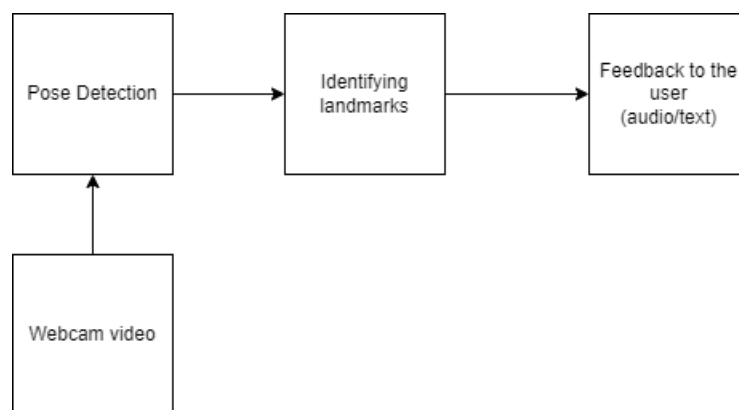 Pose Detection
Identifying
landmarks
Feedback to the
user
(audio/text)
Webcam video